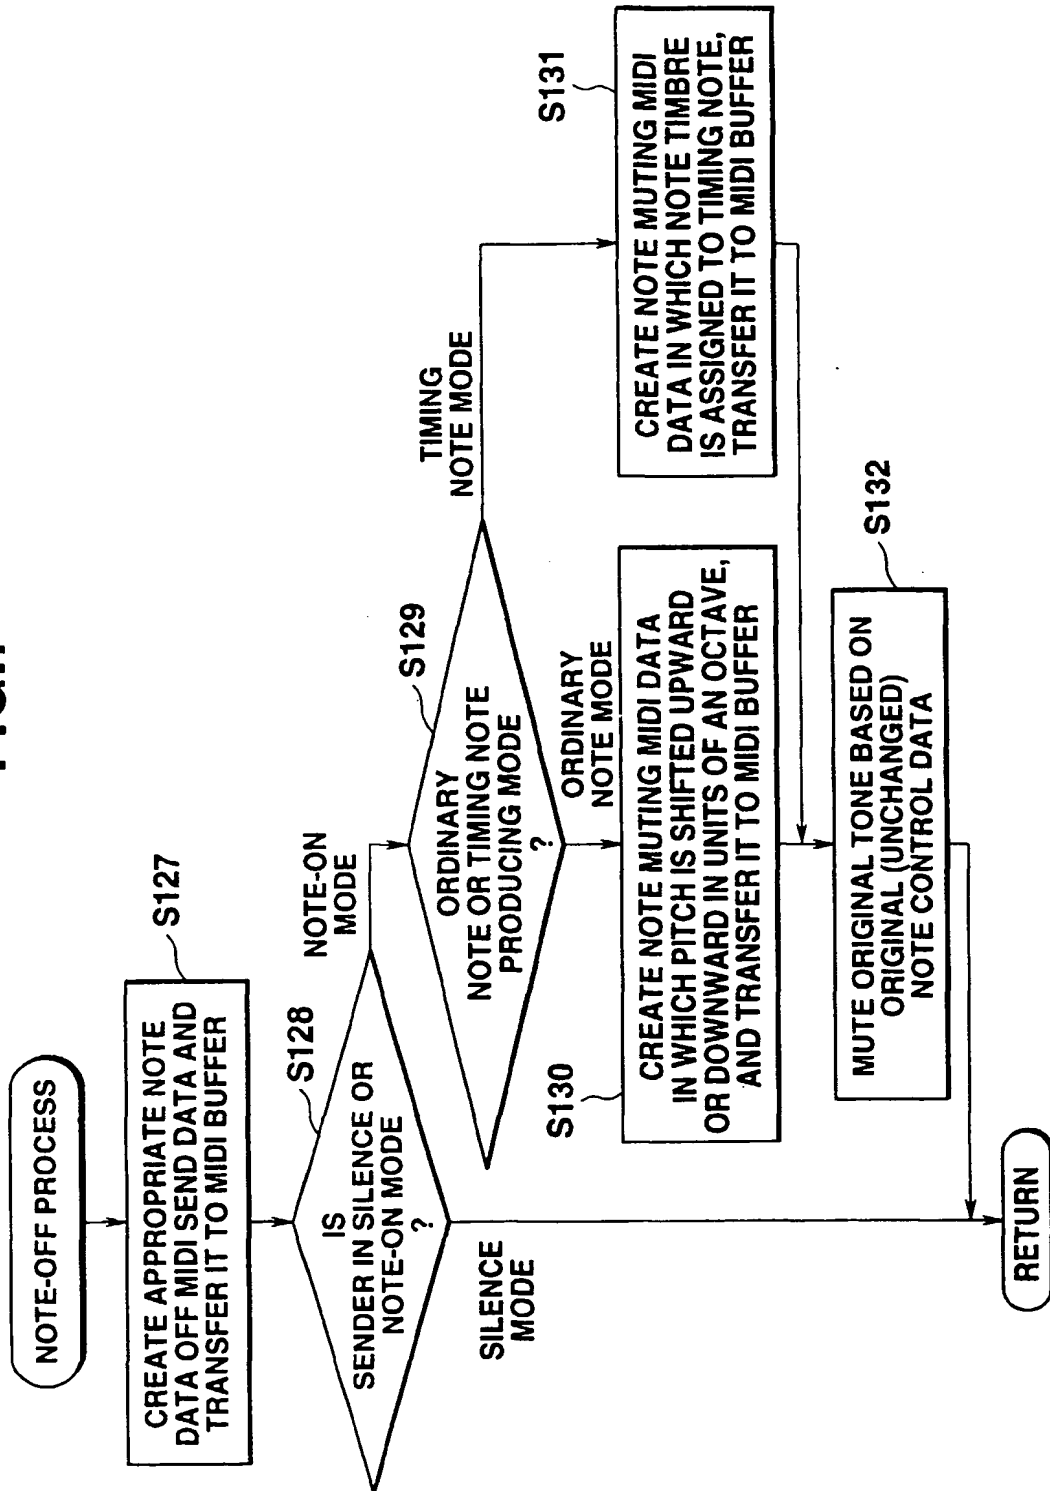 NOTE-OFF PROCESS
CREATE APPROPRIATE NOTE
DATA OFF MIDI SEND DATA AND
TRANSFER IT TO MIDI BUFFER
S127
IS
SENDER IN SILENCE OR
NOTE-ON MODE
?
S128
NOTE-ON
MODE
SILENCE
MODE
ORDINARY
NOTE OR TIMING NOTE
PRODUCING MODE
?
S129
TIMING
NOTE MODE
ORDINARY
NOTE MODE
S130
CREATE NOTE MUTING MIDI DATA
IN WHICH PITCH IS SHIFTED UPWARD
OR DOWNWARD IN UNITS OF AN OCTAVE,
AND TRANSFER IT TO MIDI BUFFER
S131
CREATE NOTE MUTING MIDI
DATA IN WHICH NOTE TIMBRE
IS ASSIGNED TO TIMING NOTE,
TRANSFER IT TO MIDI BUFFER
S132
MUTE ORIGINAL TONE BASED ON
ORIGINAL (UNCHANGED)
NOTE CONTROL DATA
RETURN